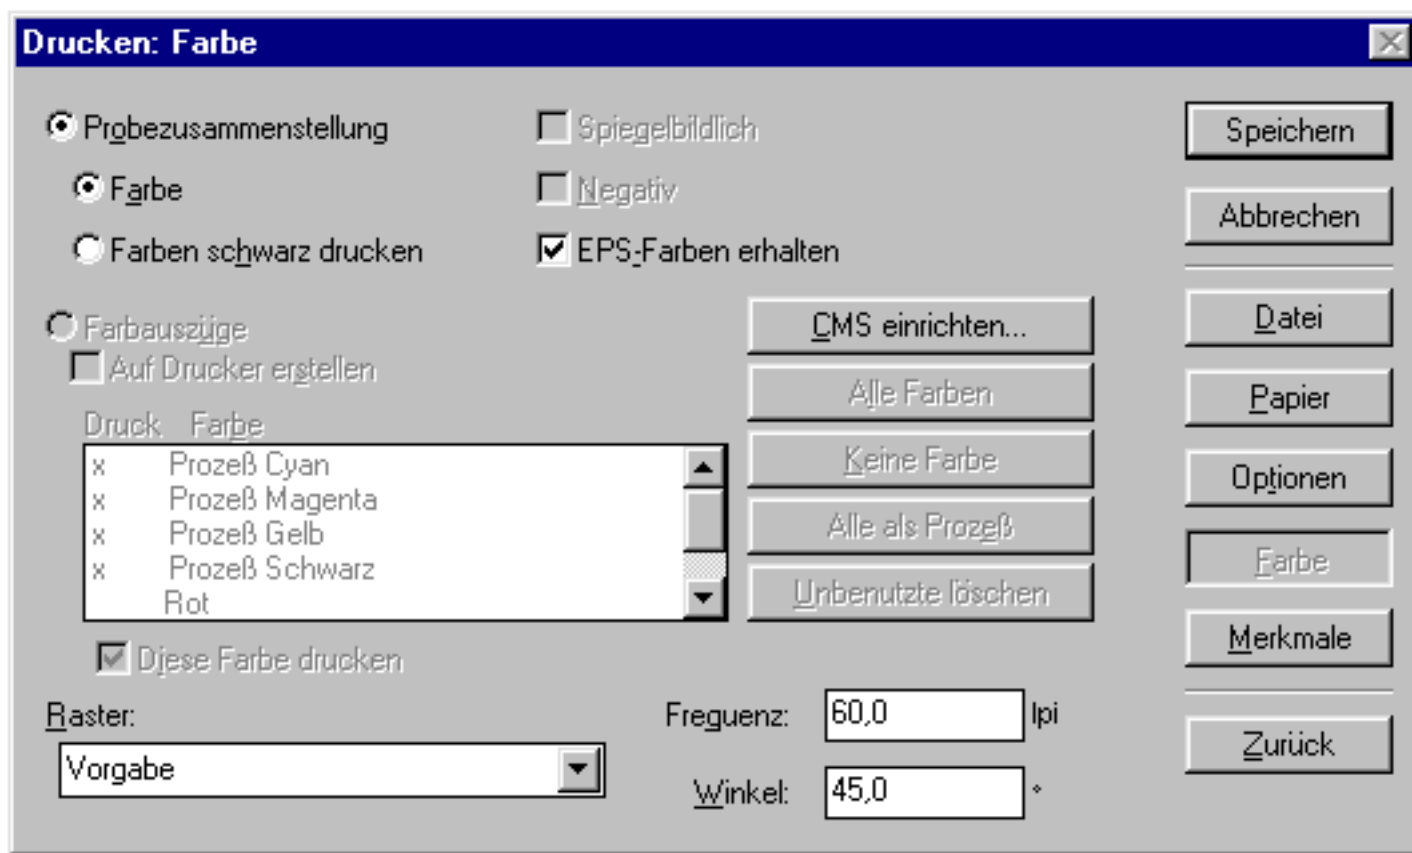 Drucken: Farbe
Probezusammenstellung
Spiegelbildlich
Speichern
Farbe
Negativ
Abbrechen
Farben schwarz drucken
EPS-Farben erhalten
Farbauszüge
CMS einrichten...
Datei
Auf Drucker erstellen
Alle Farben
Papier
Druck Farbe
x Prozeß Cyan
Keine Farbe
Optionen
x Prozeß Magenta
x Prozeß Gelb
Alle als Prozeß
Farbe
x Prozeß Schwarz
Rot
Unbenutzte löschen
Merkmale
Diese Farbe drucken
Raster:
Frequenz: 60,0 lpi
Zurück
Vorgabe
Winkel: 45,0 °